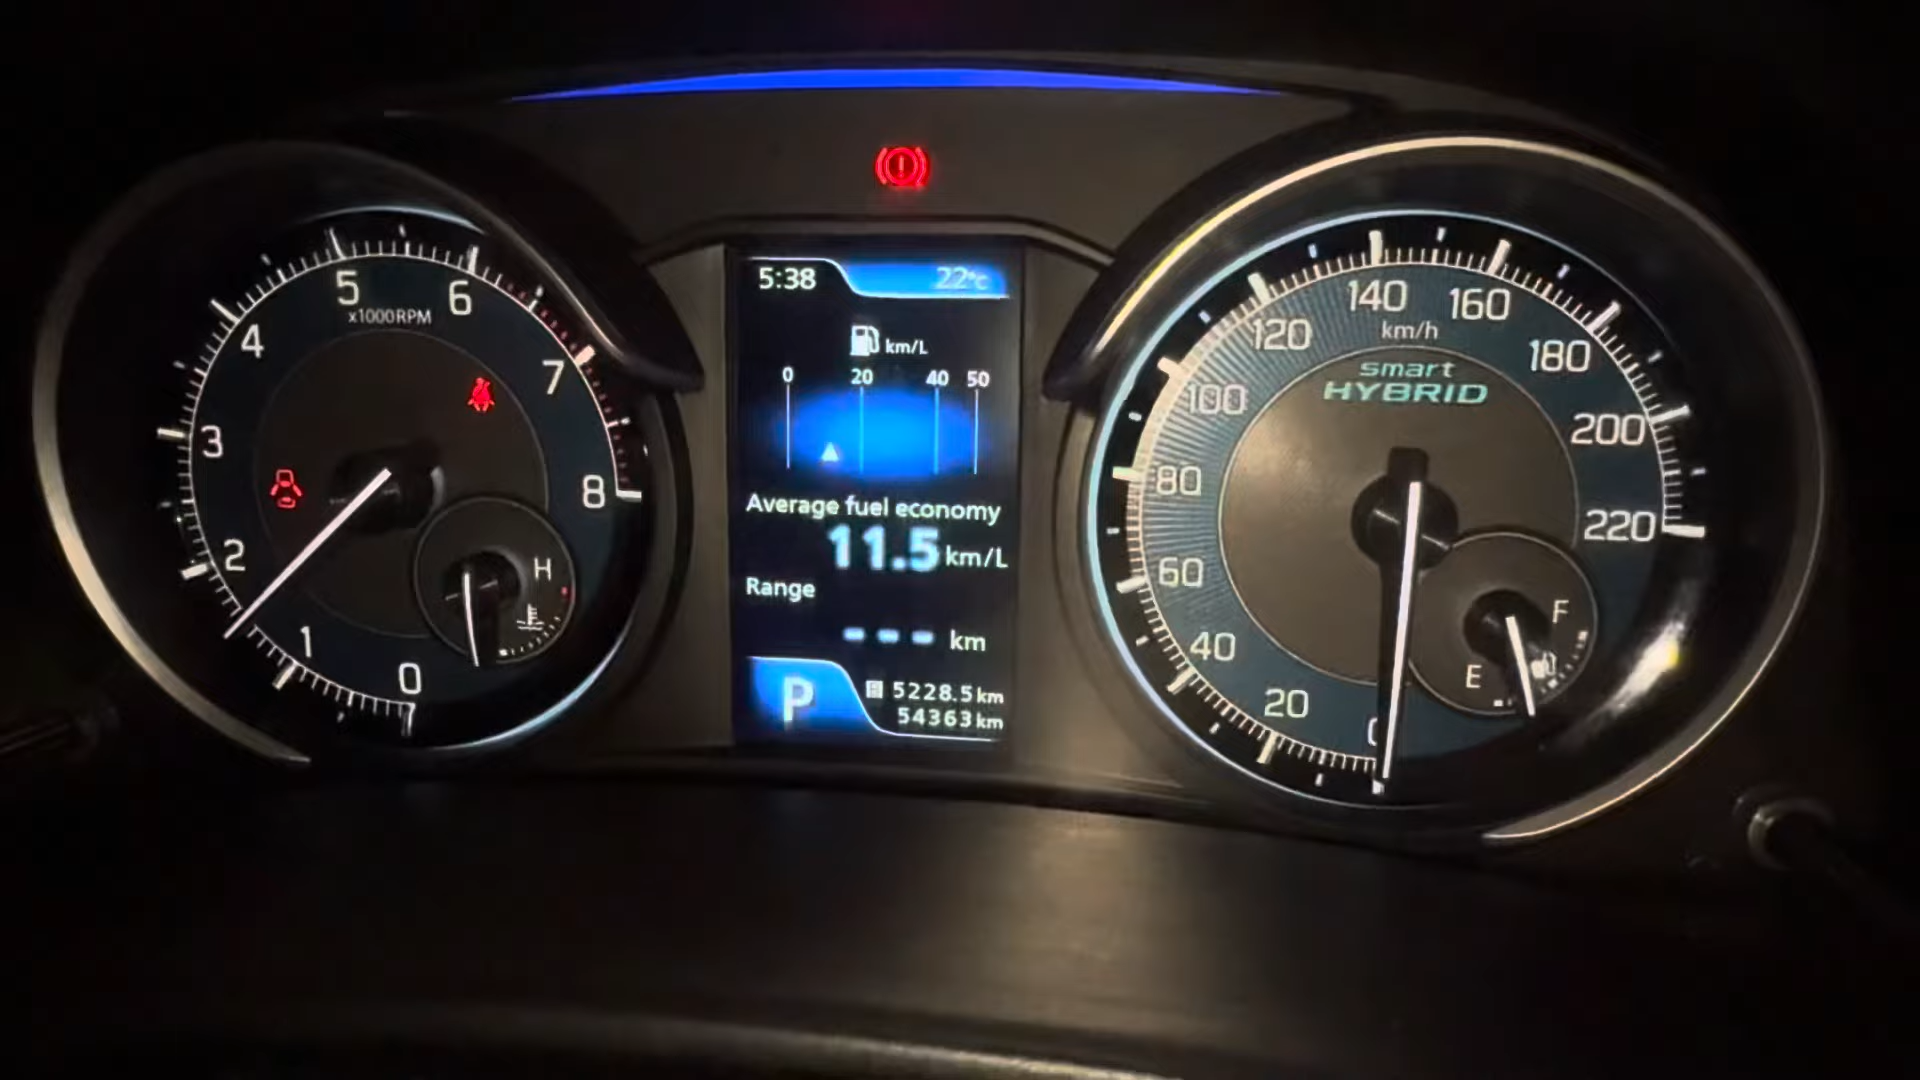 5:38 22°C
km/L
0 20 40 50
Average fuel economy
11.5 km/L
Range
--- km
P
B 5228.5 km
54363 km
0
1
2
3
4
5
6
7
8
x1000RPM
H
0
20
40
60
80
100
120
140
160
180
200
220
km/h
smart
HYBRID
F
E